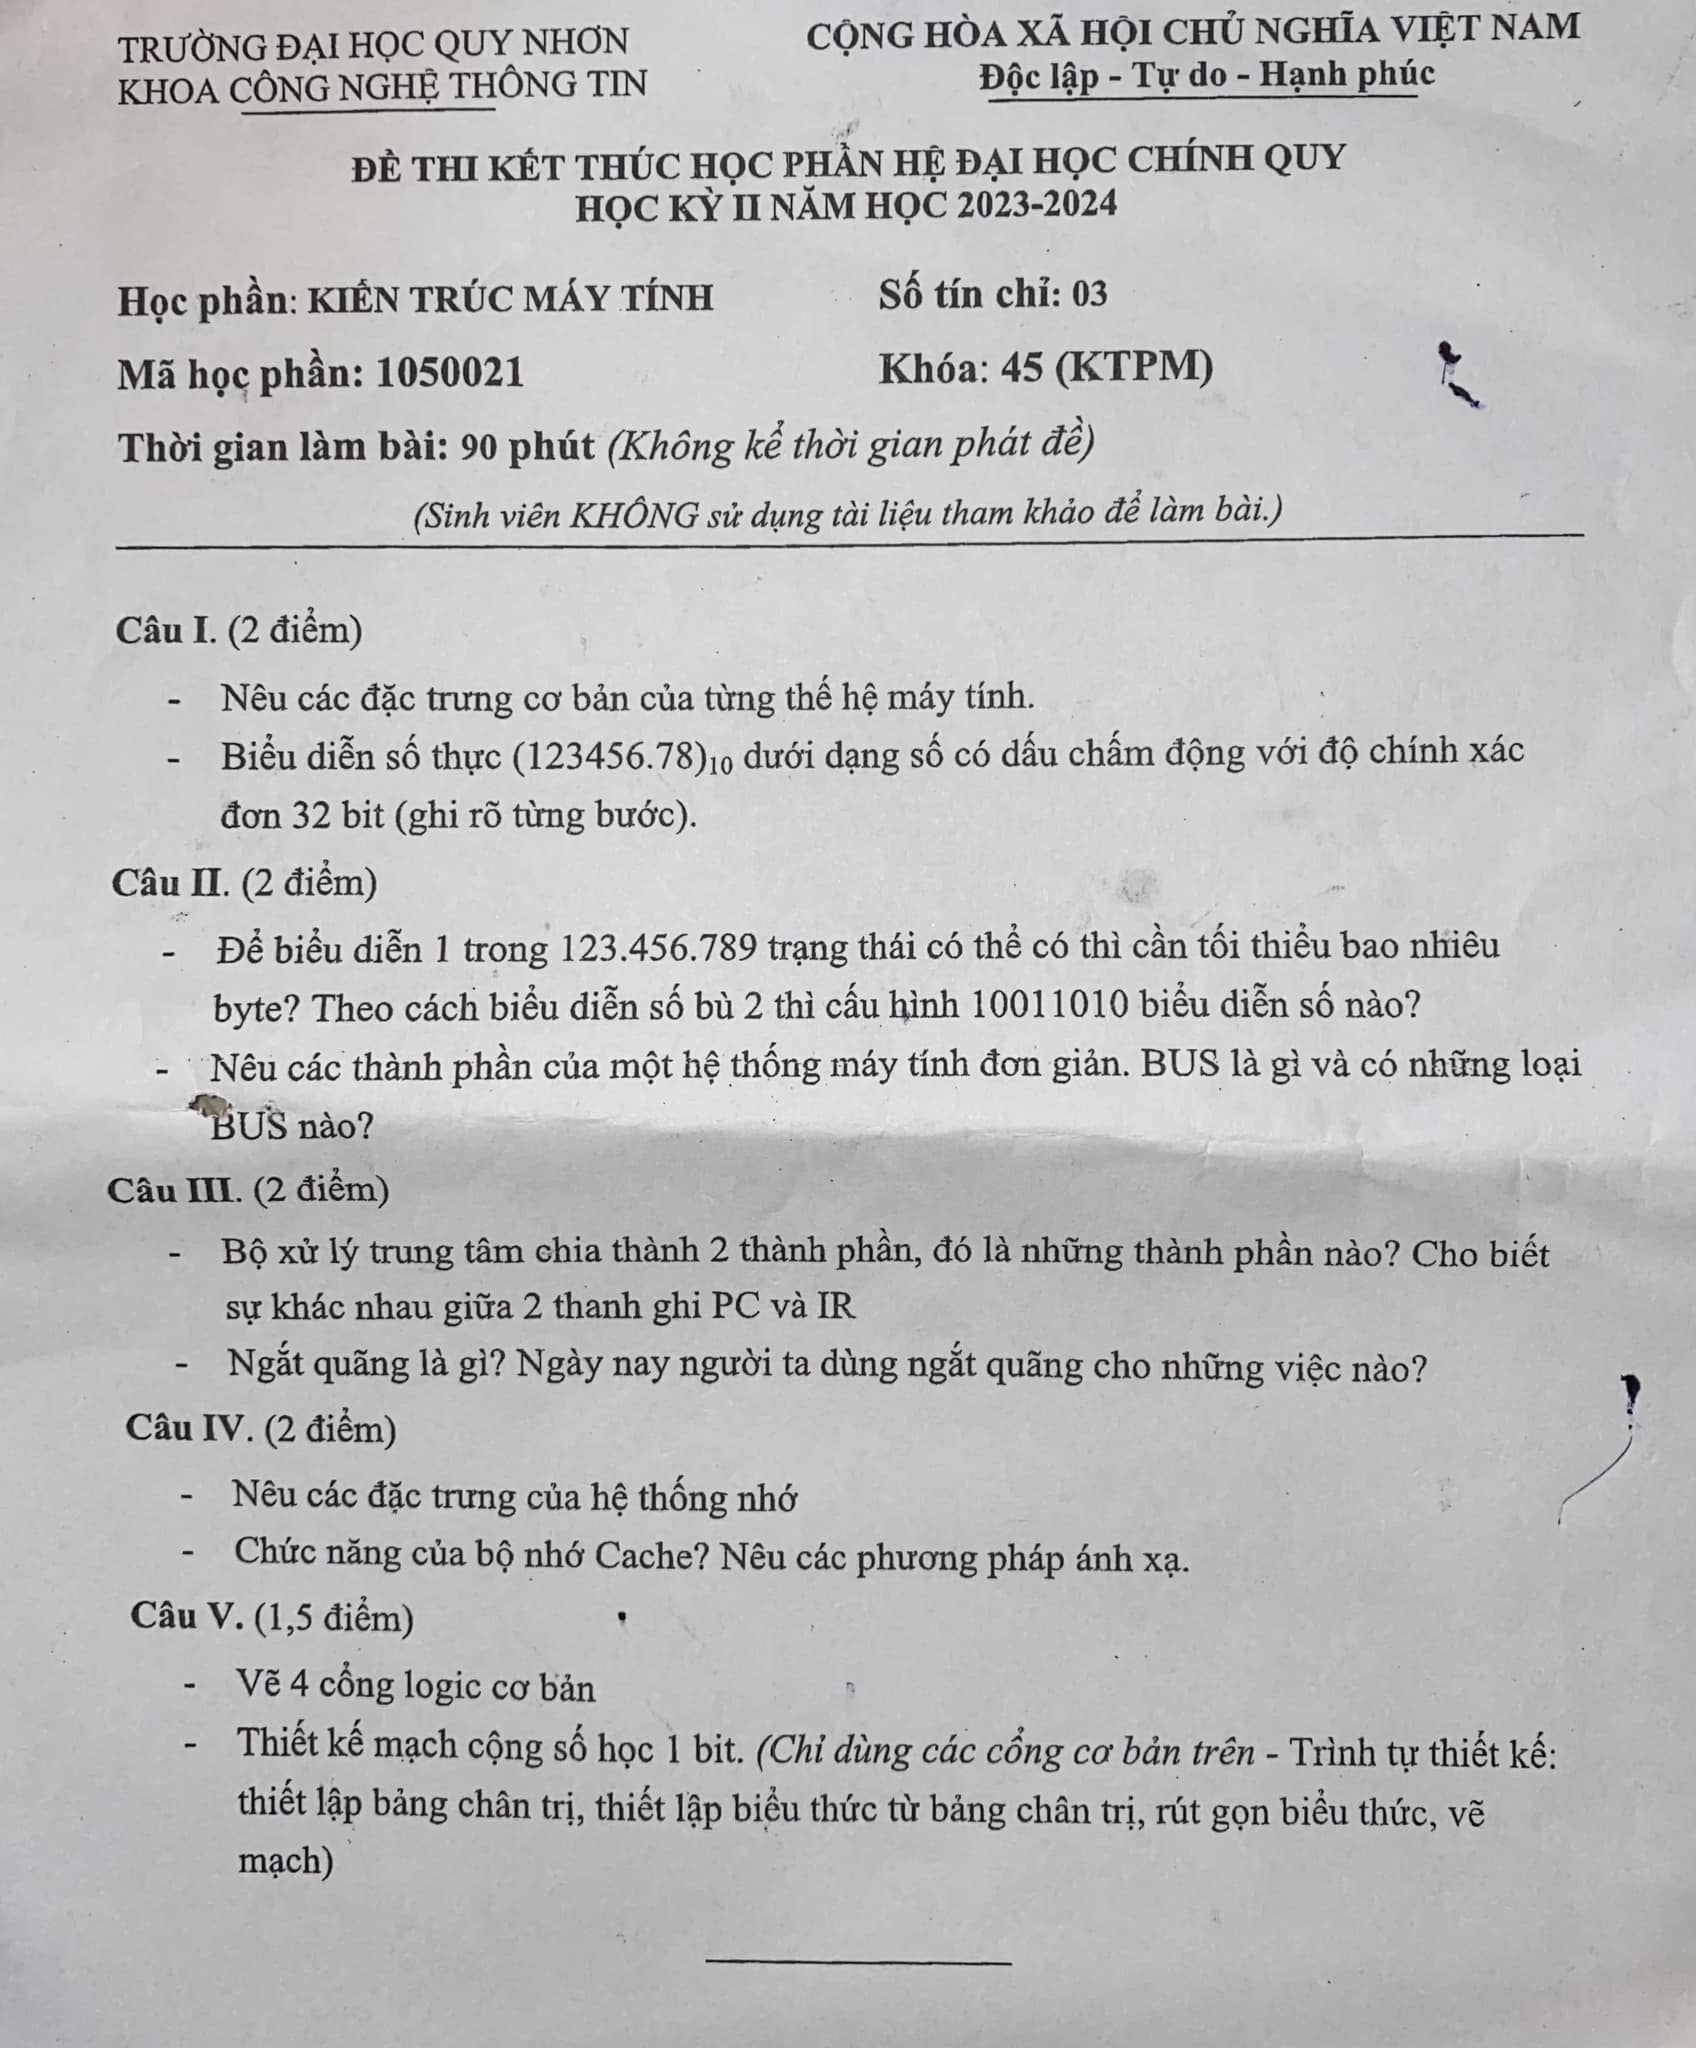 TRƯỜNG ĐẠI HỌC QUY NHƠN
KHOA CÔNG NGHỆ THÔNG TIN
CỘNG HÒA XÃ HỘI CHỦ NGHĨA VIỆT NAM
Độc lập - Tự do - Hạnh phúc
ĐỀ THI KẾT THÚC HỌC PHẦN HỆ ĐẠI HỌC CHÍNH QUY
HỌC KỲ II NĂM HỌC 2023-2024
Học phần: KIẾN TRÚC MÁY TÍNH
Số tín chỉ: 03
Mã học phần: 1050021
Khóa: 45 (KTPM)
Thời gian làm bài: 90 phút (Không kể thời gian phát đề)
(Sinh viên KHÔNG sử dụng tài liệu tham khảo để làm bài.)
Câu I. (2 điểm)
- Nêu các đặc trưng cơ bản của từng thế hệ máy tính.
- Biểu diễn số thực (123456.78)₁₀ dưới dạng số có dấu chấm động với độ chính xác
đơn 32 bit (ghi rõ từng bước).
Câu II. (2 điểm)
- Để biểu diễn 1 trong 123.456.789 trạng thái có thể có thì cần tối thiểu bao nhiêu
byte? Theo cách biểu diễn số bù 2 thì cấu hình 10011010 biểu diễn số nào?
- Nêu các thành phần của một hệ thống máy tính đơn giản. BUS là gì và có những loại
BUS nào?
Câu III. (2 điểm)
- Bộ xử lý trung tâm chia thành 2 thành phần, đó là những thành phần nào? Cho biết
sự khác nhau giữa 2 thanh ghi PC và IR
- Ngắt quãng là gì? Ngày nay người ta dùng ngắt quãng cho những việc nào?
Câu IV. (2 điểm)
- Nêu các đặc trưng của hệ thống nhớ
- Chức năng của bộ nhớ Cache? Nêu các phương pháp ánh xạ.
Câu V. (1,5 điểm)
- Vẽ 4 cổng logic cơ bản
- Thiết kế mạch cộng số học 1 bit. (Chỉ dùng các cổng cơ bản trên - Trình tự thiết kế:
thiết lập bảng chân trị, thiết lập biểu thức từ bảng chân trị, rút gọn biểu thức, vẽ
mạch)